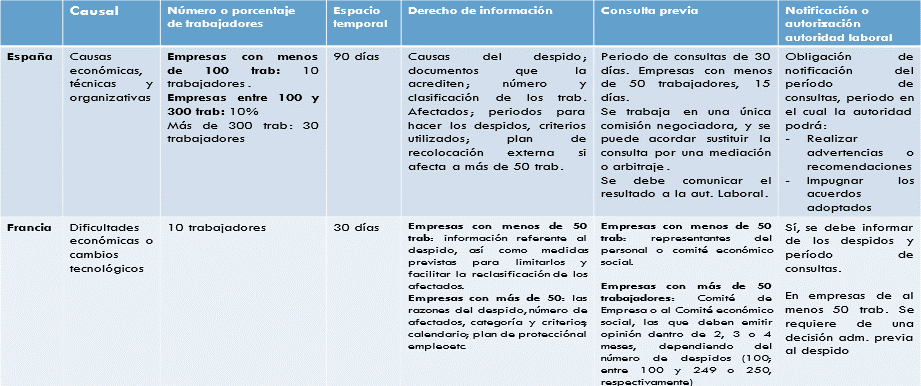 Causal
Número o porcentaje
de trabajadores
Espacio
temporal
Derecho de información
Consulta previa
Notificación o
autorización
autoridad laboral
España
Causas
económicas,
técnicas y
organizativas
Empresas con menos
de 100 trab: 10
trabajadores.
Empresas entre 100 y
300 trab: 10%
Más de 300 trab: 30
trabajadores
90 días
Causas del despido;
documentos que la
acrediten; número y
clasificación de los trab.
Afectados; periodos para
hacer los despidos, criterios
utilizados; plan de
recolocación externa si
afecta a más de 50 trab.
Periodo de consultas de 30
días. Empresas con menos
de 50 trabajadores, 15
días.
Se trabaja en una única
comisión negociadora, y se
puede acordar sustituir la
consulta por una mediación
o arbitraje.
Se debe comunicar el
resultado a la aut. Laboral.
Obligación de
notificación del
período de
consultas, periodo en
el cual la autoridad
podrá:
- Realizar
advertencias o
recomendaciones
- Impugnar los
acuerdos
adoptados
Francia
Dificultades
económicas o
cambios
tecnológicos
10 trabajadores
30 días
Empresas con menos de 50
trab: información referente al
despido, así como medidas
previstas para limitarlos y
facilitar la reclasificación de los
afectados.
Empresas con más de 50: las
razones del despido, número de
afectados, categoría y criterios;
calendario; plan de protección al
empleo etc
Empresas con menos de 50
trab: representantes del
personal o comité económico
social.
Empresas con más de 50
trabajadores: Comité de
Empresa o al Comité económico
social, las que deben emitir
opinión dentro de 2, 3 o 4
meses, dependiendo del
número de despidos (100;
entre 100 y 249 o 250,
respectivamente)
Sí, se debe informar
de los despidos y
período de
consultas.
En empresas de al
menos 50 trab. Se
requiere de una
decisión adm. previa
al despido